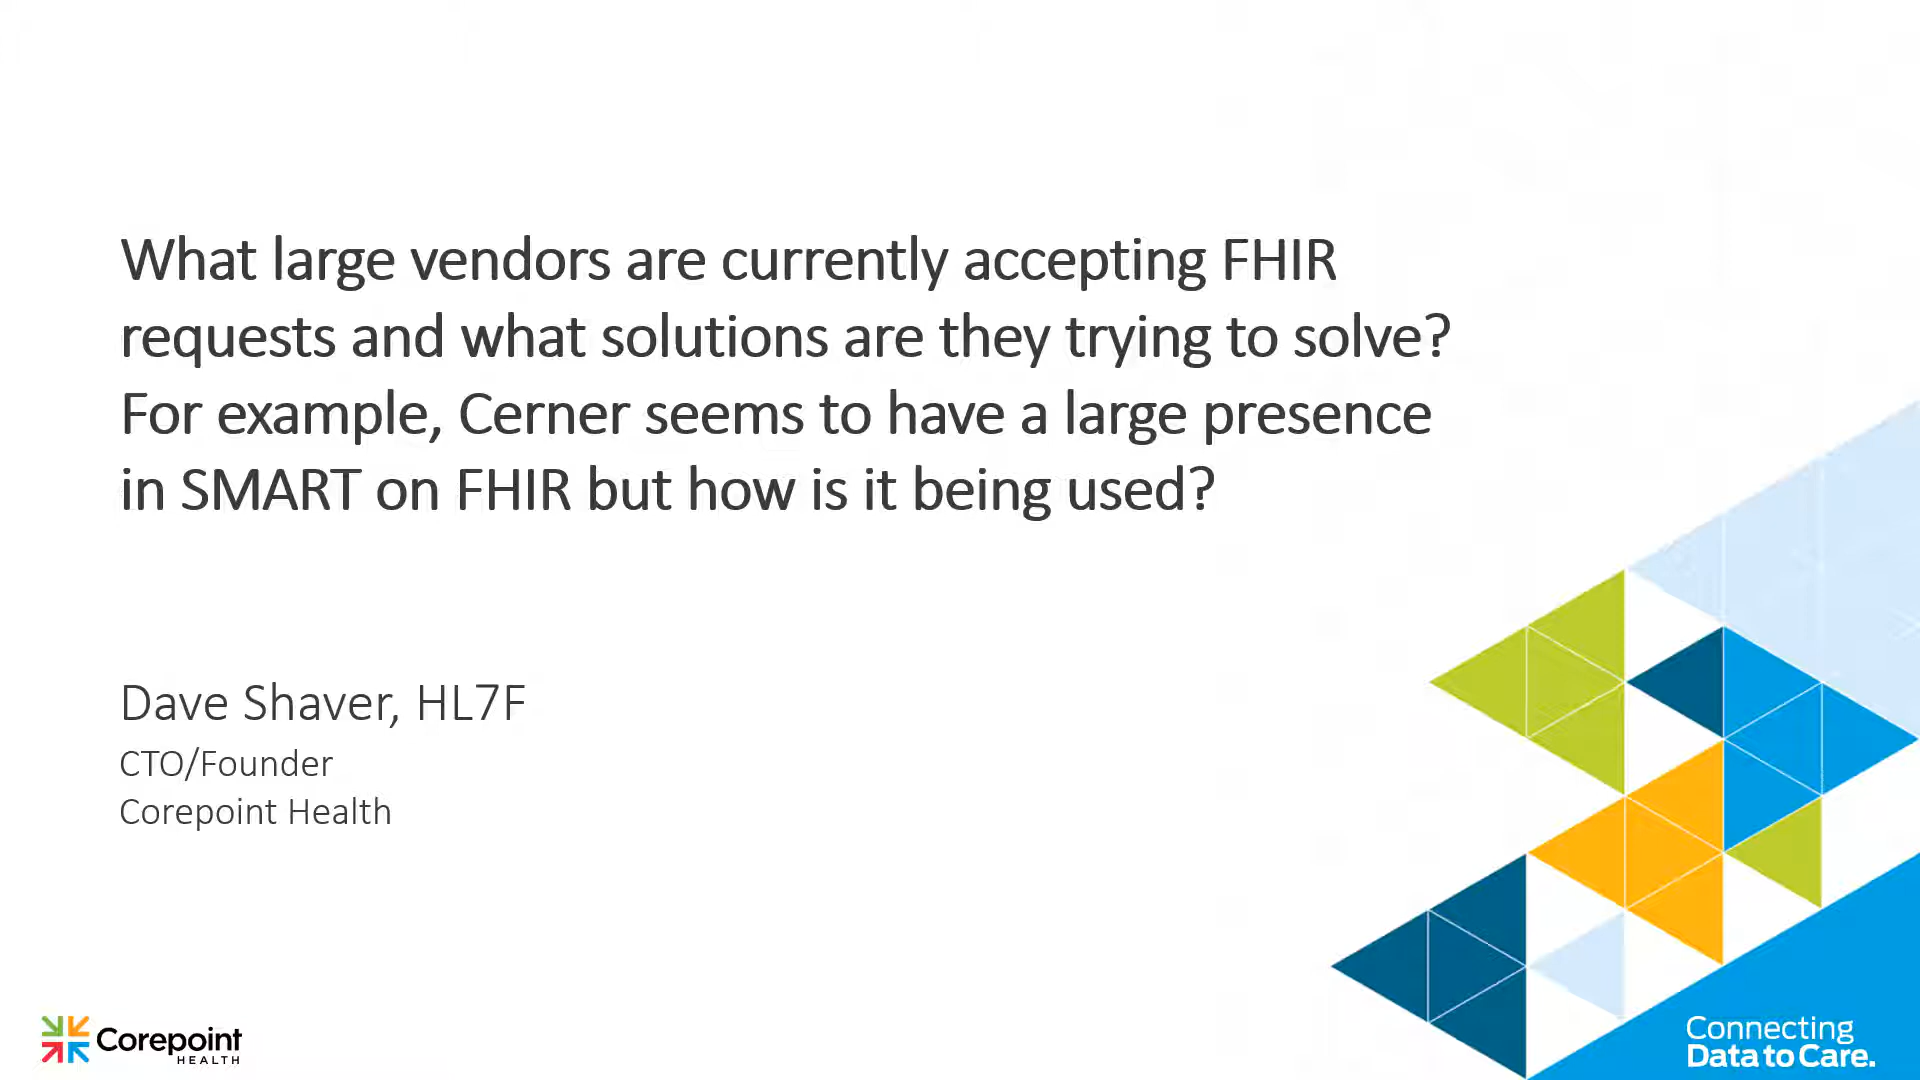 What large vendors are currently accepting FHIR
requests and what solutions are they trying to solve?
For example, Cerner seems to have a large presence
in SMART on FHIR but how is it being used?
Dave Shaver, HL7F
CTO/Founder
Corepoint Health
Corepoint
HEALTH
Connecting
Data to Care.